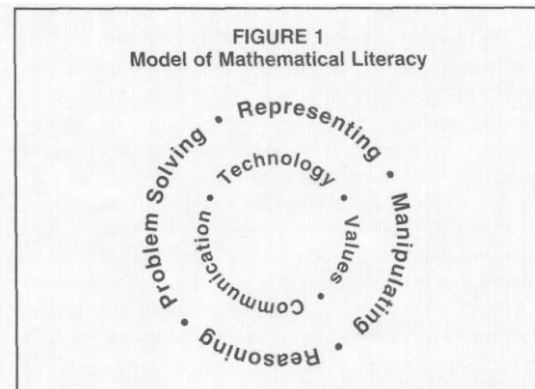 FIGURE 1
Model of Mathematical Literacy
Representing • Manipulating • Reasoning • Problem Solving •
Technology • Values • Communication •